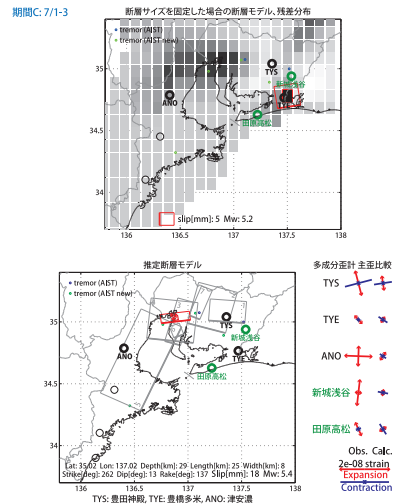 期間C: 7/1-3
断層サイズを固定した場合の断層モデル、残差分布
tremor (AIST)
tremor (AIST new)
TYS
新城浅谷
ANO
田原高松
35
34.5
34
slip[mm]: 5 Mw: 5.2
136 136.5 137 137.5 138
推定断層モデル
tremor (AIST)
tremor (AIST new)
TYS
新城浅谷
ANO
TYE
田原高松
35
34.5
34
Lat: 35.02 Lon: 137.02 Depth[km]: 29 Length[km]: 25 Width[km]: 8
Strike[deg]: 262 Dip[deg]: 13 Rake[deg]: 137 Slip[mm]: 18 Mw: 5.4
136 136.5 137 137.5 138
TYS: 豊田神殿, TYE: 豊橋多米, ANO: 津安濃
多成分歪計 主歪比較
TYS
TYE
ANO
新城浅谷
田原高松
Obs. Calc.
2e-08 strain
Expansion
Contraction